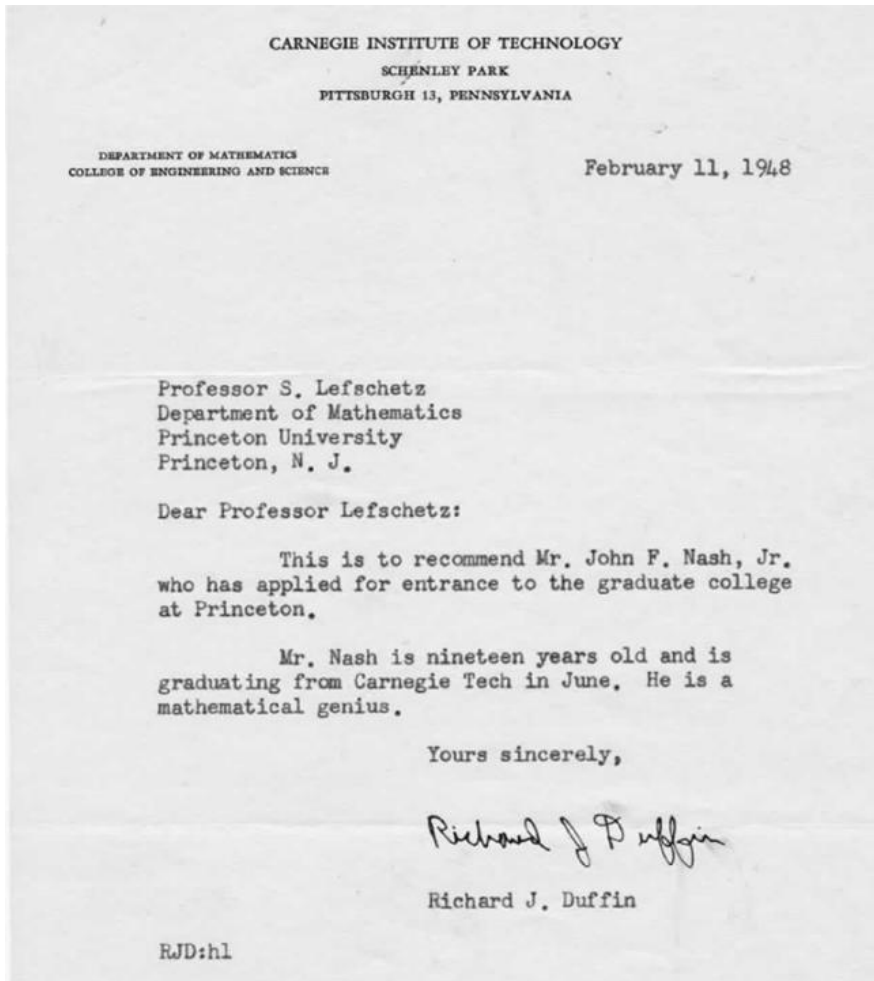 CARNEGIE INSTITUTE OF TECHNOLOGY
SCHENLEY PARK
PITTSBURGH 13, PENNSYLVANIA
DEPARTMENT OF MATHEMATICS
COLLEGE OF ENGINEERING AND SCIENCE
February 11, 1948
Professor S. Lefschetz
Department of Mathematics
Princeton University
Princeton, N. J.
Dear Professor Lefschetz:
This is to recommend Mr. John F. Nash, Jr.
who has applied for entrance to the graduate college
at Princeton.
Mr. Nash is nineteen years old and is
graduating from Carnegie Tech in June. He is a
mathematical genius.
Yours sincerely,
Richard J Duffin
Richard J. Duffin
RJD:hl